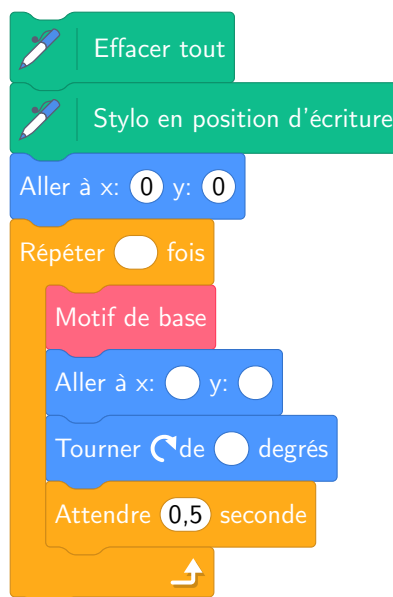 Effacer tout
Stylo en position d'écriture
Aller à x: 0 y: 0
Répéter fois
Motif de base
Aller à x: y:
Tourner de degrés
Attendre 0,5 seconde